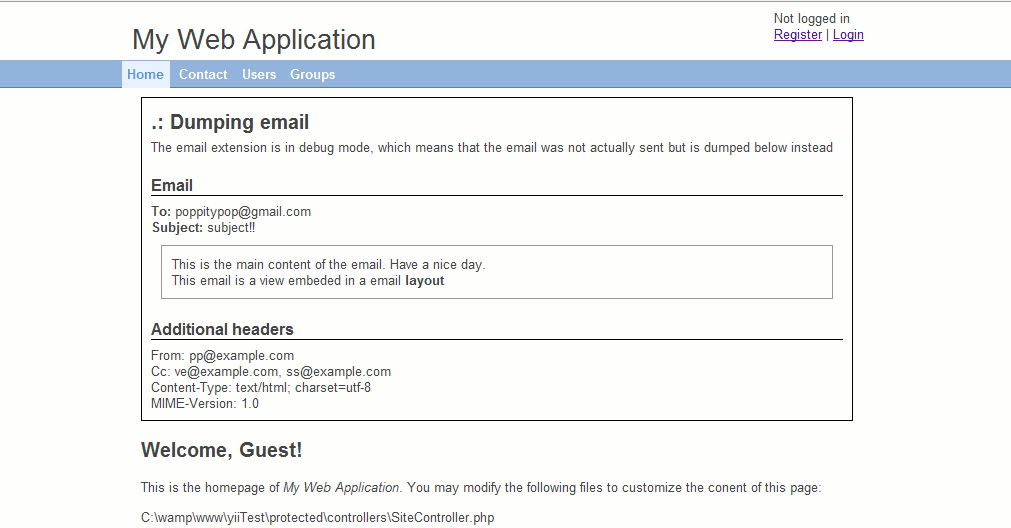 Not logged in
Register | Login
My Web Application
Home Contact Users Groups
.: Dumping email
The email extension is in debug mode, which means that the email was not actually sent but is dumped below instead
Email
To: poppitypop@gmail.com
Subject: subject!!
This is the main content of the email. Have a nice day.
This email is a view embeded in a email layout
Additional headers
From: pp@example.com
Cc: ve@example.com, ss@example.com
Content-Type: text/html; charset=utf-8
MIME-Version: 1.0
Welcome, Guest!
This is the homepage of My Web Application. You may modify the following files to customize the conent of this page:
C:\wamp\www\yiiTest\protected\controllers\SiteController.php